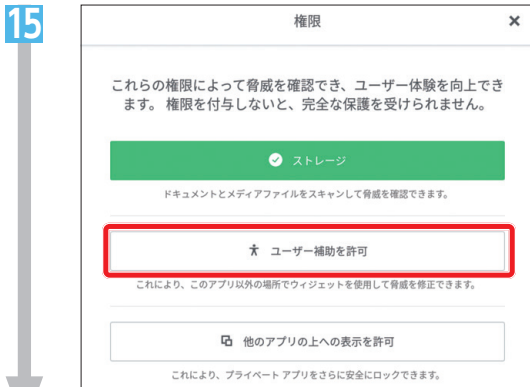 15
権限
これらの権限によって脅威を確認でき、ユーザー体験を向上でき
ます。 権限を付与しないと、完全な保護を受けられません。
ストレージ
ドキュメントとメディアファイルをスキャンして脅威を確認できます。
ユーザー補助を許可
これにより、このアプリ以外の場所でウィジェットを使用して脅威を修正できます。
他のアプリの上への表示を許可
これにより、プライベート アプリをさらに安全にロックできます。